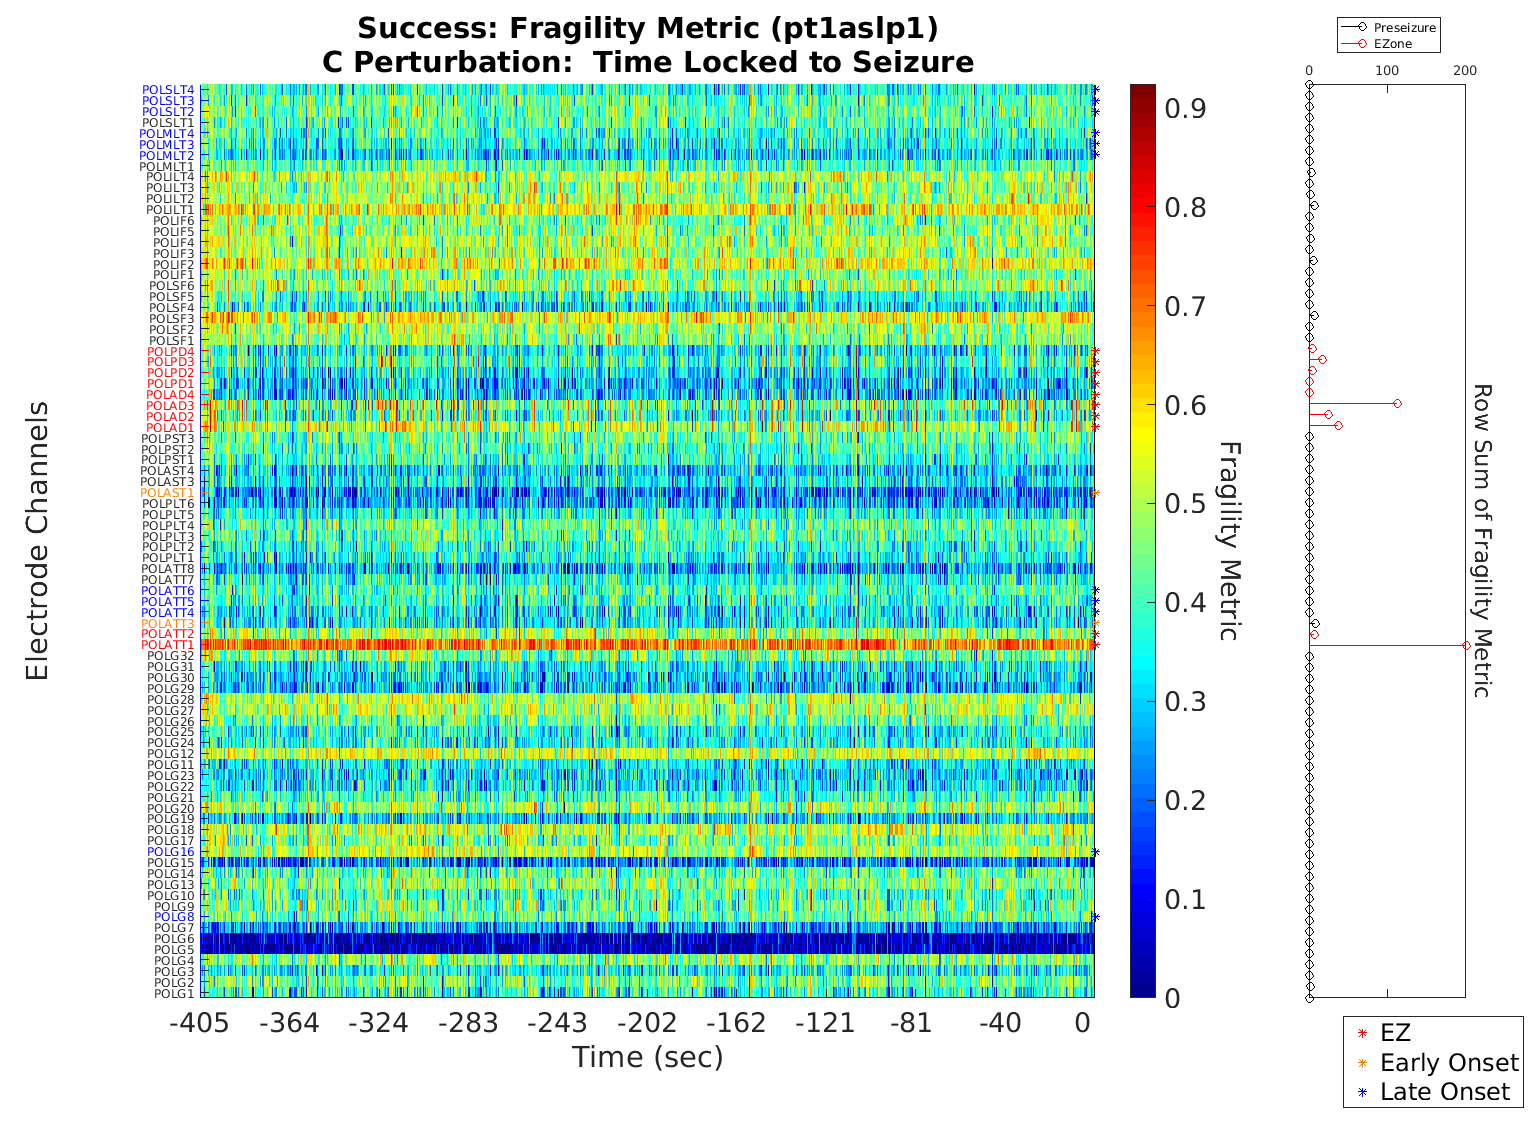 Success: Fragility Metric (pt1aslp1)
C Perturbation:  Time Locked to Seizure
Preseizure
EZone
0 100 200
Electrode Channels
POLSLT4
POLSLT3
POLSLT2
POLSLT1
POLMLT4
POLMLT3
POLMLT2
POLMLT1
POLILT4
POLILT3
POLILT2
POLILT1
POLIF6
POLIF5
POLIF4
POLIF3
POLIF2
POLIF1
POLSF6
POLSF5
POLSF4
POLSF3
POLSF2
POLSF1
POLPD4
POLPD3
POLPD2
POLPD1
POLAD4
POLAD3
POLAD2
POLAD1
POLPST3
POLPST2
POLPST1
POLAST4
POLAST3
POLAST1
POLPLT6
POLPLT5
POLPLT4
POLPLT3
POLPLT2
POLPLT1
POLATT8
POLATT7
POLATT6
POLATT5
POLATT4
POLATT3
POLATT2
POLATT1
POLG32
POLG31
POLG30
POLG29
POLG28
POLG27
POLG26
POLG25
POLG24
POLG12
POLG11
POLG23
POLG22
POLG21
POLG20
POLG19
POLG18
POLG17
POLG16
POLG15
POLG14
POLG13
POLG10
POLG9
POLG8
POLG7
POLG6
POLG5
POLG4
POLG3
POLG2
POLG1
-405 -364 -324 -283 -243 -202 -162 -121 -81 -40 0
Time (sec)
0.9
0.8
0.7
0.6
0.5
0.4
0.3
0.2
0.1
0
Fragility Metric
Row Sum of Fragility Metric
EZ
Early Onset
Late Onset